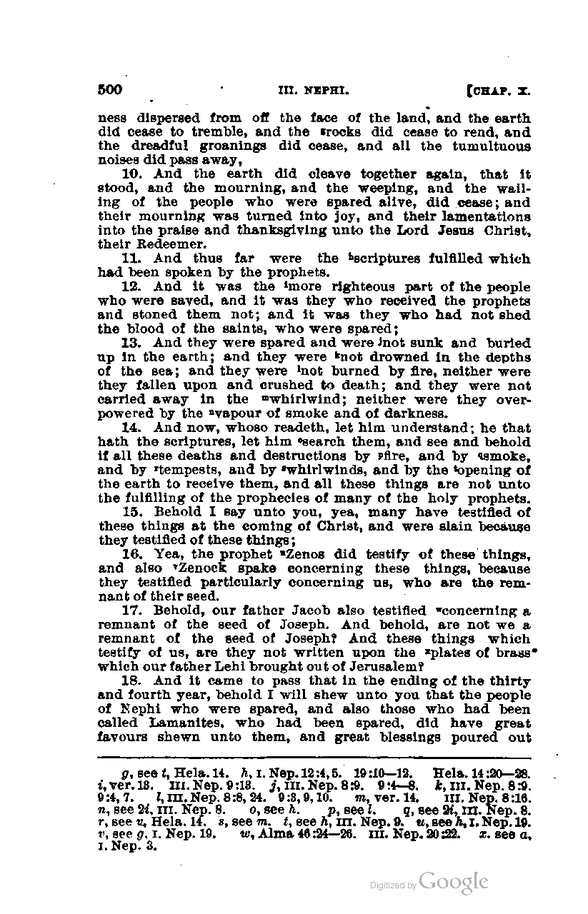 500 III. NEPHI. [CHAP. X.
ness dispersed from off the face of the land, and the earth
did cease to tremble, and the ᵍrocks did cease to rend, and
the dreadful groanings did cease, and all the tumultuous
noises did pass away,
10. And the earth did cleave together again, that it
stood, and the mourning, and the weeping, and the wail-
ing of the people who were spared alive, did cease; and
their mourning was turned into joy, and their lamentations
into the praise and thanksgiving unto the Lord Jesus Christ,
their Redeemer.
11. And thus far were the ʰscriptures fulfilled which
had been spoken by the prophets.
12. And it was the ⁱmore righteous part of the people
who were saved, and it was they who received the prophets
and stoned them not; and it was they who had not shed
the blood of the saints, who were spared;
13. And they were spared and were ʲnot sunk and buried
up in the earth; and they were ᵏnot drowned in the depths
of the sea; and they were ˡnot burned by fire, neither were
they fallen upon and crushed to death; and they were not
carried away in the ᵐwhirlwind; neither were they over-
powered by the ⁿvapour of smoke and of darkness.
14. And now, whoso readeth, let him understand; he that
hath the scriptures, let him ᵒsearch them, and see and behold
if all these deaths and destructions by ᵖfire, and by qsmoke,
and by ʳtempests, and by ˢwhirlwinds, and by the ᵗopening of
the earth to receive them, and all these things are not unto
the fulfilling of the prophecies of many of the holy prophets.
15. Behold I say unto you, yea, many have testified of
these things at the coming of Christ, and were slain because
they testified of these things;
16. Yea, the prophet ᵘZenos did testify of these things,
and also ᵛZenock spake concerning these things, because
they testified particularly concerning us, who are the rem-
nant of their seed.
17. Behold, our father Jacob also testified ʷconcerning a
remnant of the seed of Joseph. And behold, are not we a
remnant of the seed of Joseph? And these things which
testify of us, are they not written upon the ˣplates of brass
which our father Lehi brought out of Jerusalem?
18. And it came to pass that in the ending of the thirty
and fourth year, behold I will shew unto you that the people
of Nephi who were spared, and also those who had been
called Lamanites, who had been spared, did have great
favours shewn unto them, and great blessings poured out
g, see t, Hela. 14. h, I. Nep. 12:4, 5. 19:10—12. Hela. 14:20—28.
i, ver. 13. III. Nep. 9:13. j, III. Nep. 8:9. 9:4—8. k, III. Nep. 8:9.
9:4, 7. l, III. Nep. 8:8, 24. 9:3, 9, 10. m, ver. 14. III. Nep. 8:16.
n, see 2i, III. Nep. 8. o, see h. p, see l. q, see 2i, III. Nep. 8.
r, see v, Hela. 14. s, see m. t, see h, III. Nep. 9. u, see h, I. Nep. 19.
v, see g, I. Nep. 19. w, Alma 46:24—26. III. Nep. 20:22. x. see a,
I. Nep. 3.
Digitized by Google